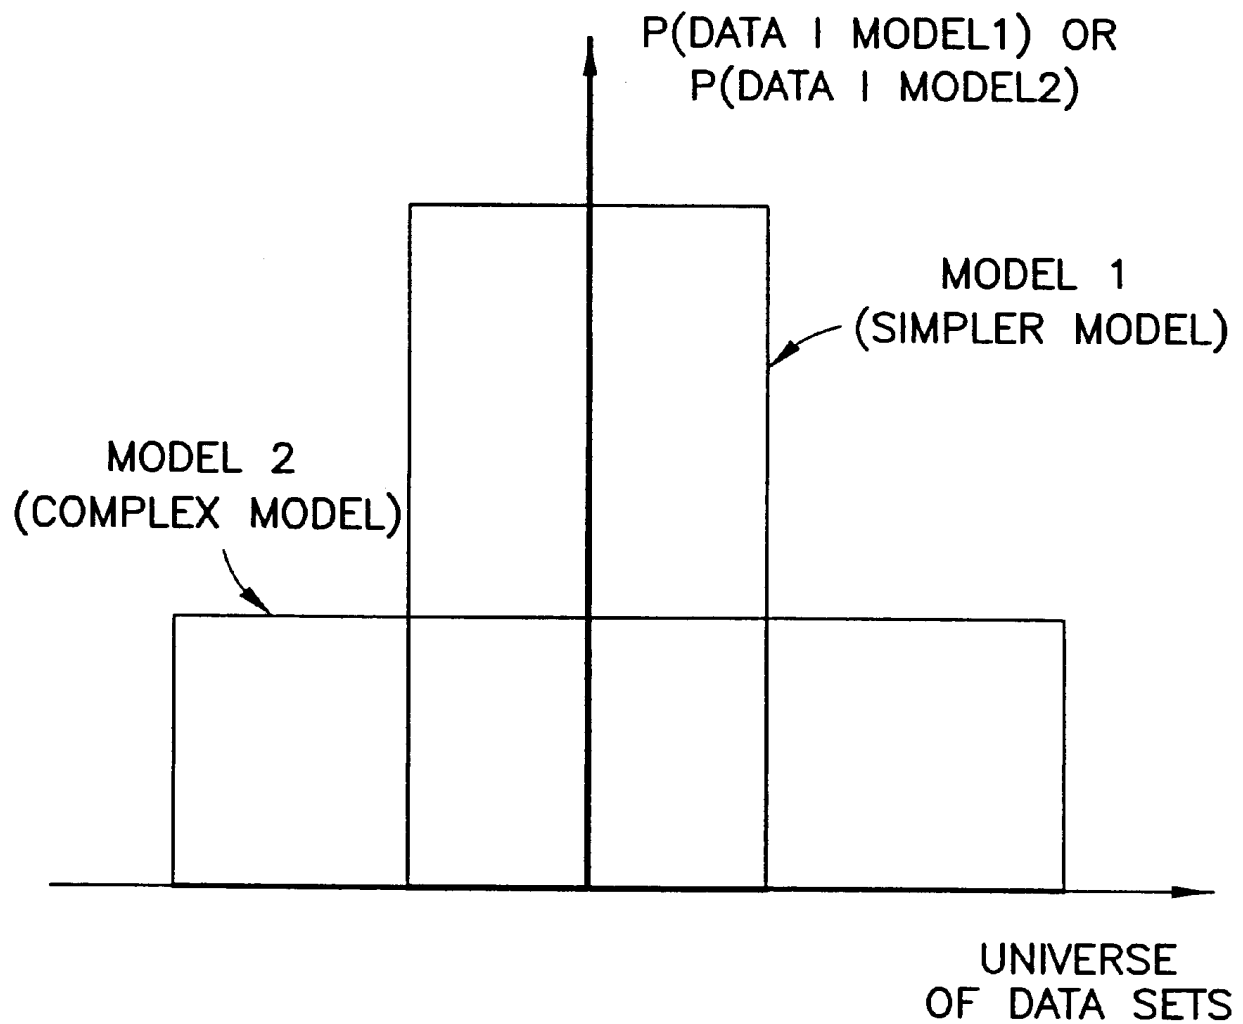 P(DATA | MODEL1) OR
P(DATA | MODEL2)
MODEL 1
(SIMPLER MODEL)
MODEL 2
(COMPLEX MODEL)
UNIVERSE
OF DATA SETS